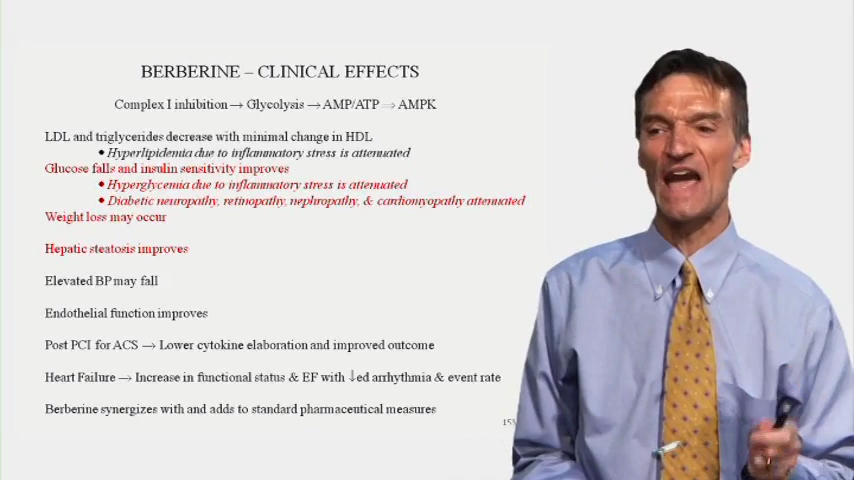 BERBERINE – CLINICAL EFFECTS
Complex I inhibition → Glycolysis → AMP/ATP ⇒ AMPK
LDL and triglycerides decrease with minimal change in HDL
• Hyperlipidemia due to inflammatory stress is attenuated
Glucose falls and insulin sensitivity improves
• Hyperglycemia due to inflammatory stress is attenuated
• Diabetic neuropathy, retinopathy, nephropathy, & cardiomyopathy attenuated
Weight loss may occur
Hepatic steatosis improves
Elevated BP may fall
Endothelial function improves
Post PCI for ACS → Lower cytokine elaboration and improved outcome
Heart Failure → Increase in functional status & EF with ↓ed arrhythmia & event rate
Berberine synergizes with and adds to standard pharmaceutical measures